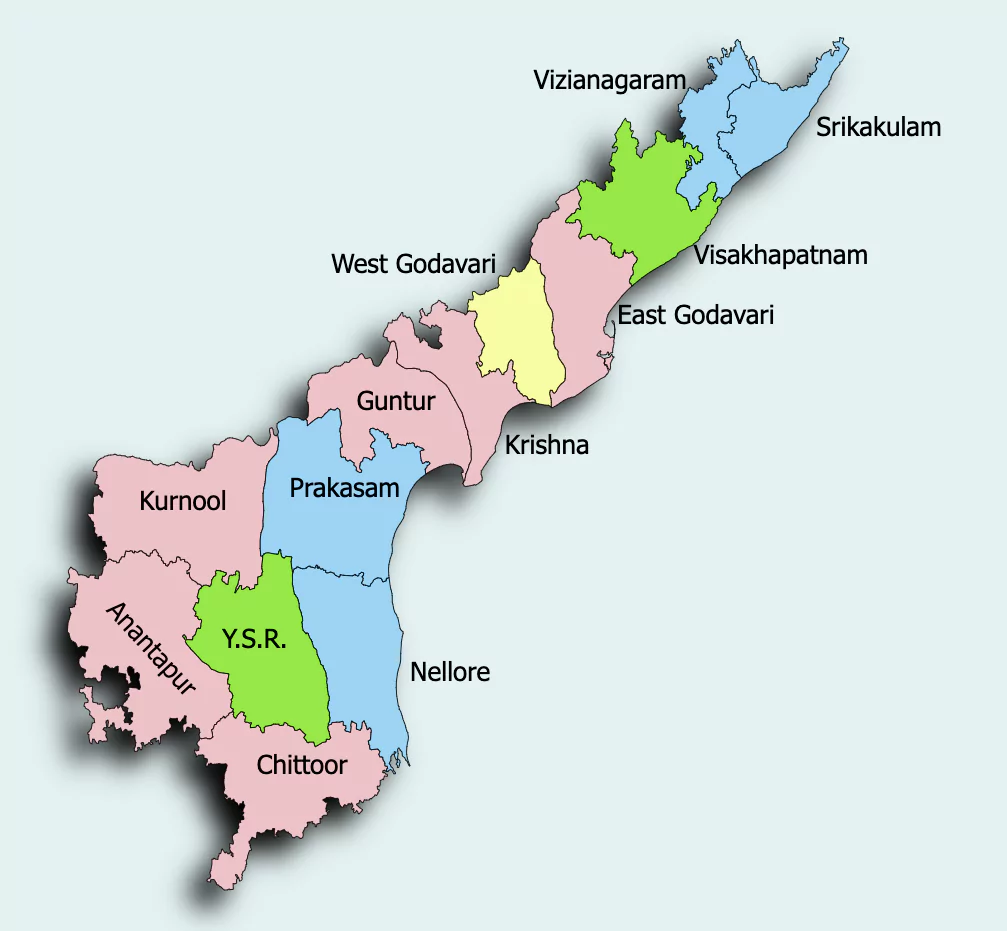 Vizianagaram
Srikakulam
Visakhapatnam
West Godavari
East Godavari
Guntur
Krishna
Prakasam
Kurnool
Anantapur
Y.S.R.
Nellore
Chittoor